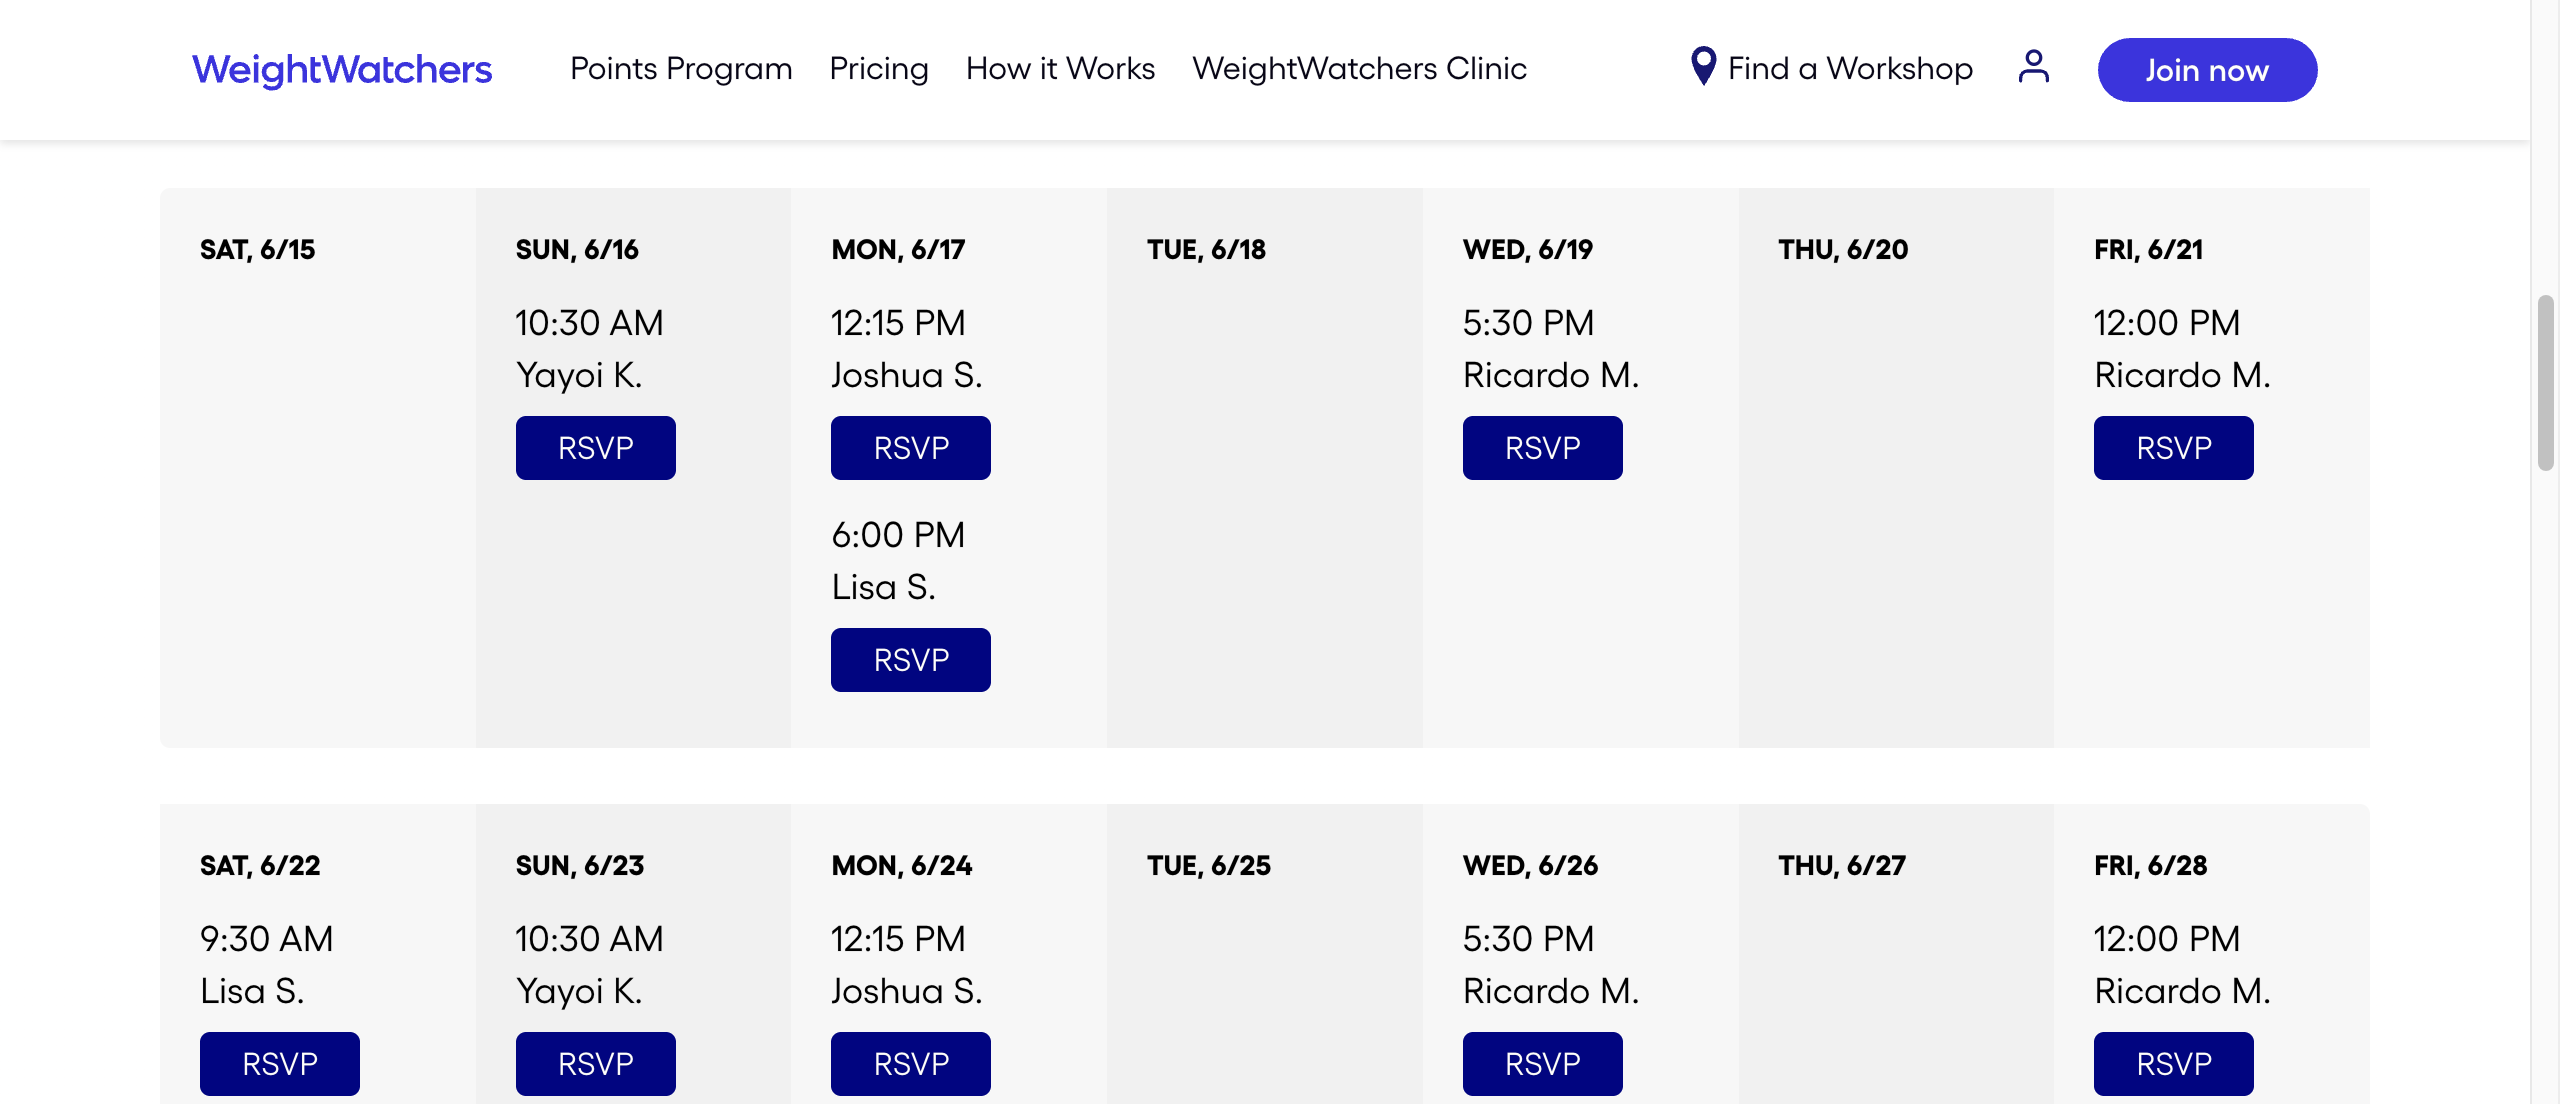 WeightWatchers
Points Program
Pricing
How it Works
WeightWatchers Clinic
Find a Workshop
Join now
SAT, 6/15
SUN, 6/16
10:30 AM
Yayoi K.
RSVP
MON, 6/17
12:15 PM
Joshua S.
RSVP
6:00 PM
Lisa S.
RSVP
TUE, 6/18
WED, 6/19
5:30 PM
Ricardo M.
RSVP
THU, 6/20
FRI, 6/21
12:00 PM
Ricardo M.
RSVP
SAT, 6/22
9:30 AM
Lisa S.
RSVP
SUN, 6/23
10:30 AM
Yayoi K.
RSVP
MON, 6/24
12:15 PM
Joshua S.
RSVP
TUE, 6/25
WED, 6/26
5:30 PM
Ricardo M.
RSVP
THU, 6/27
FRI, 6/28
12:00 PM
Ricardo M.
RSVP